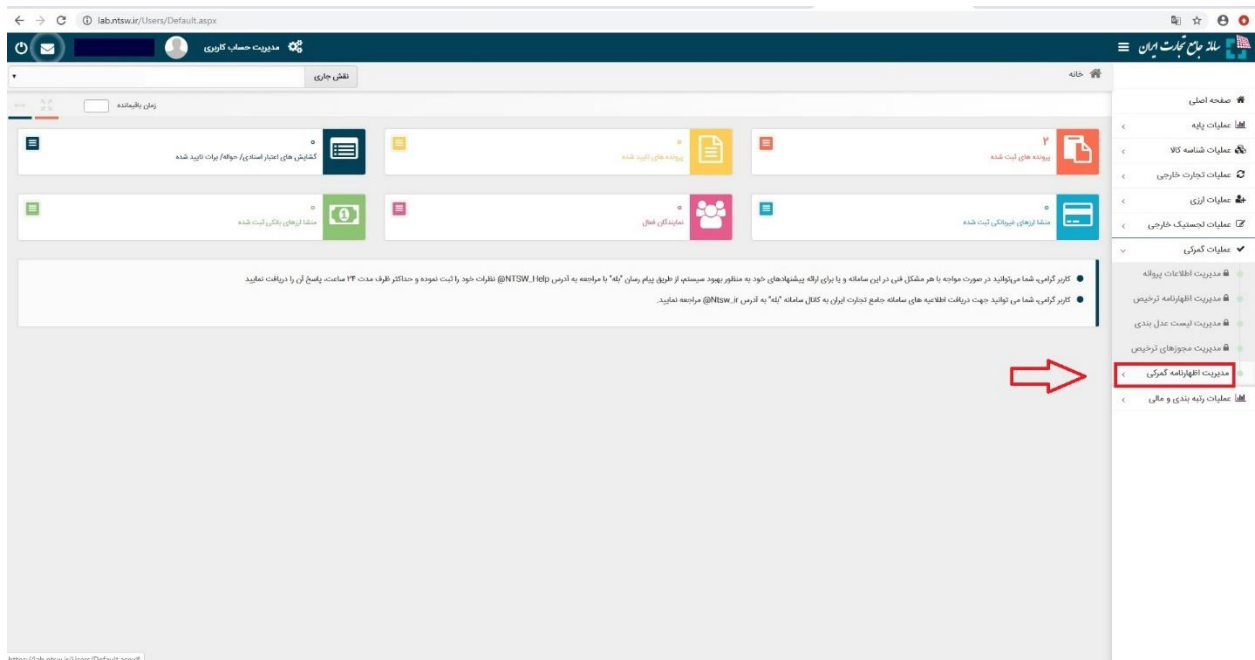 lab.ntsw.ir/Users/Default.aspx
سامانه جامع تجارت ایران
مدیریت حساب کاربری
خانه
نقش جاری
زمان باقیمانده
صفحه اصلی
عملیات پایه
عملیات شناسه کالا
عملیات تجارت خارجی
عملیات ارزی
عملیات لجستیک خارجی
عملیات گمرکی
مدیریت اطلاعات پروانه
مدیریت اظهارنامه ترخیص
مدیریت لیست عدل بندی
مدیریت مجوزهای ترخیص
مدیریت اظهارنامه گمرکی
عملیات رتبه بندی و مالی
۲
پرونده های ثبت شده
۰
پرونده های تایید شده
۰
گشایش های اعتبار اسنادی/ حواله/ برات تایید شده
۰
منشا ارزهای غیربانکی ثبت شده
۰
نمایندگان فعال
۰
منشا ارزهای بانکی ثبت شده
کاربر گرامی، شما می‌توانید در صورت مواجه با هر مشکل فنی در این سامانه و یا برای ارائه پیشنهادهای خود به منظور بهبود سیستم، از طریق پیام رسان "بله" با مراجعه به آدرس NTSW_Help@ نظرات خود را ثبت نموده و حداکثر ظرف مدت ۲۴ ساعت، پاسخ آن را دریافت نمایید
کاربر گرامی، شما می توانید جهت دریافت اطلاعیه های سامانه جامع تجارت ایران به کانال سامانه "بله" به آدرس Ntsw_ir@ مراجعه نمایید.